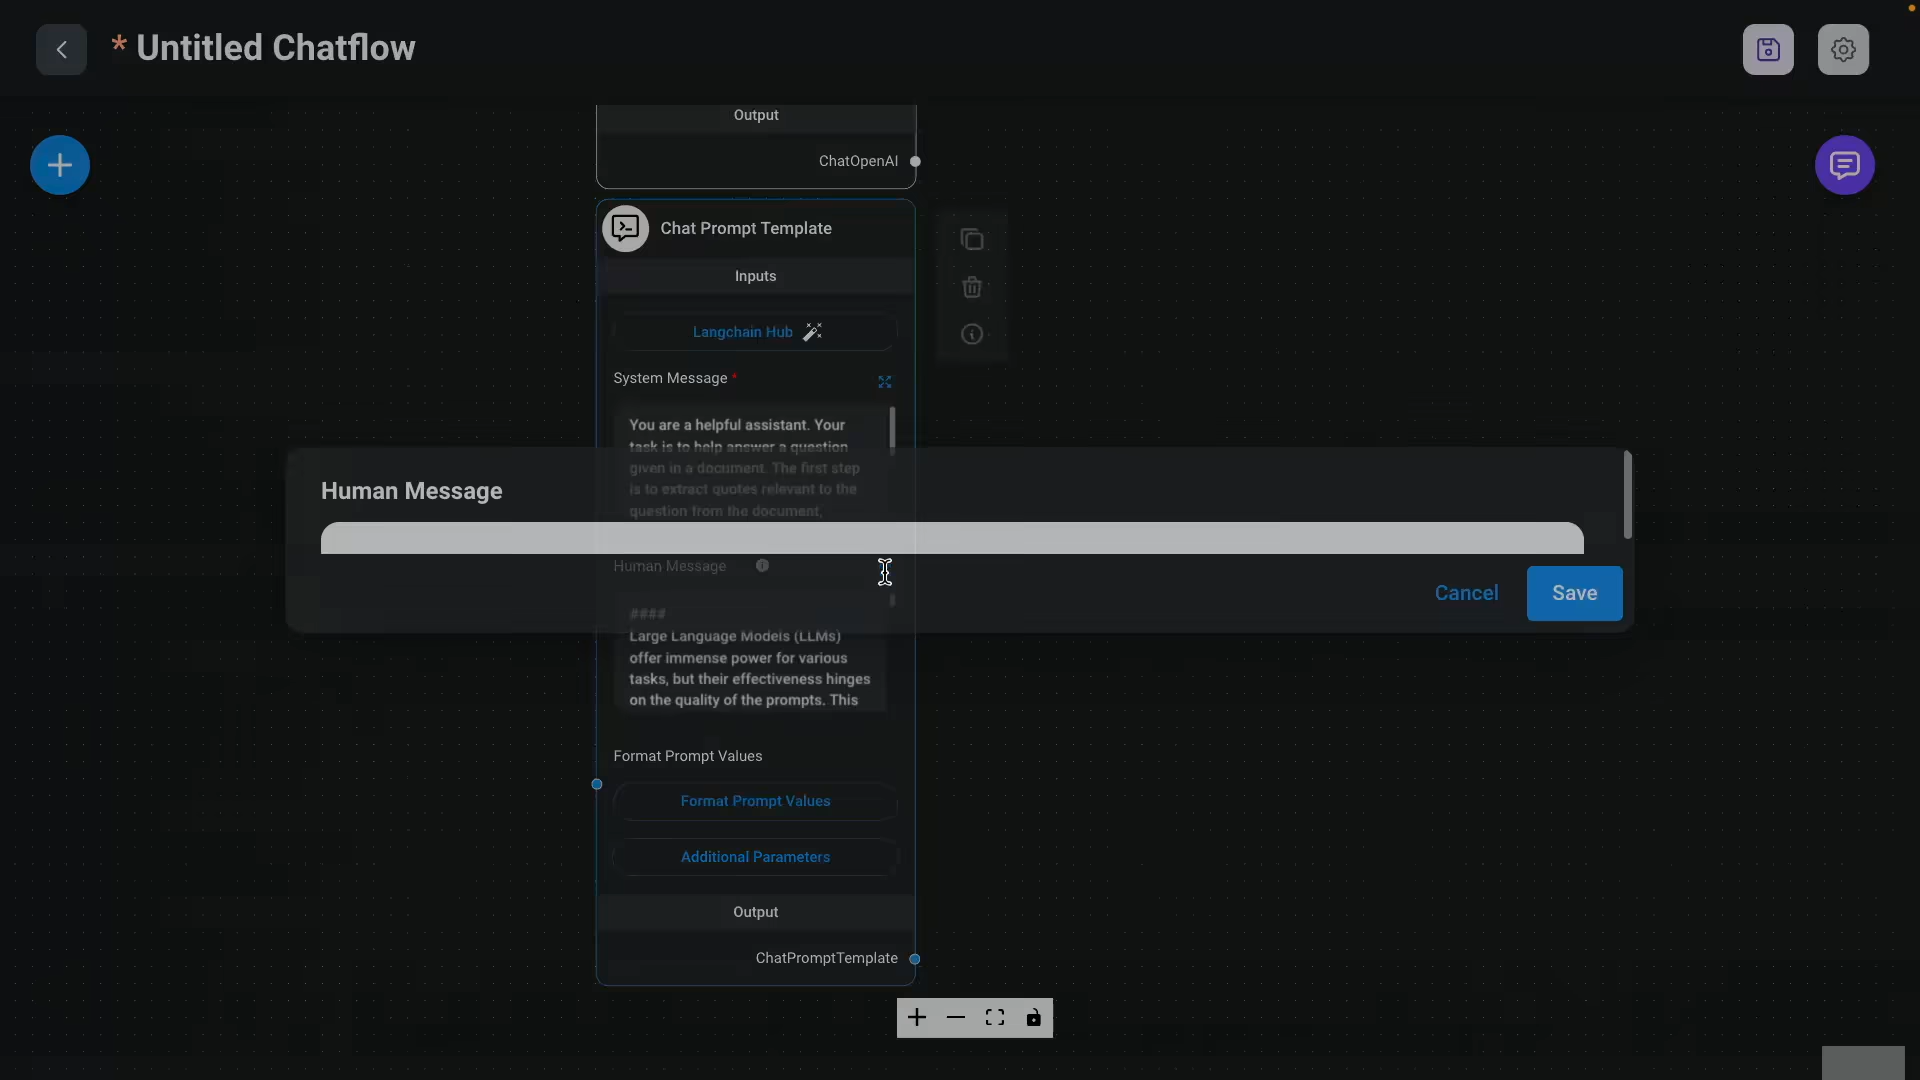 * Untitled Chatflow
Output
ChatOpenAI
Chat Prompt Template
Inputs
Langchain Hub
System Message *
You are a helpful assistant. Your
task is to help answer a question
given in a document. The first step
is to extract quotes relevant to the
question from the document,
Human Message
Human Message
####
Large Language Models (LLMs)
offer immense power for various
tasks, but their effectiveness hinges
on the quality of the prompts. This
Cancel
Save
Format Prompt Values
Format Prompt Values
Additional Parameters
Output
ChatPromptTemplate